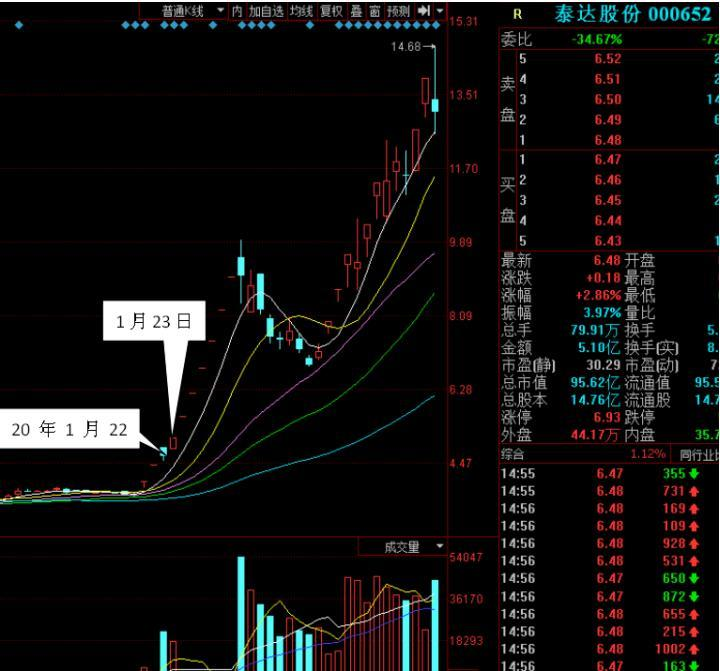 普通K线 内 加自选 均线 复权 叠 窗 预测
R 泰达股份 000652
15.31
14.68
13.51
11.70
9.89
8.09
6.28
4.47
1月23日
20 年 1 月 22
成交量
54047
36170
18293
委比 -34.67% -72
卖盘
5 6.52 2
4 6.51 2
3 6.50 14
2 6.49 6
1 6.48
买盘
1 6.47 2
2 6.46 1
3 6.45 2
4 6.44
5 6.43 1
最新 6.48 开盘
涨跌 +0.18 最高
涨幅 +2.86% 最低
振幅 3.97% 量比
总手 79.91万 换手 5.
金额 5.10亿 换手(实) 8.
市盈(静) 30.29 市盈(动) 7
总市值 95.62亿 流通值 95.5
总股本 14.76亿 流通股 14.7
涨停 6.93 跌停
外盘 44.17万 内盘 35.7
综合 1.12% 同行业比
14:55 6.47 355
14:55 6.48 731
14:56 6.48 169
14:56 6.48 109
14:56 6.48 928
14:56 6.48 531
14:56 6.47 650
14:56 6.47 872
14:56 6.48 655
14:56 6.48 215
14:56 6.48 1002
14:56 6.47 163